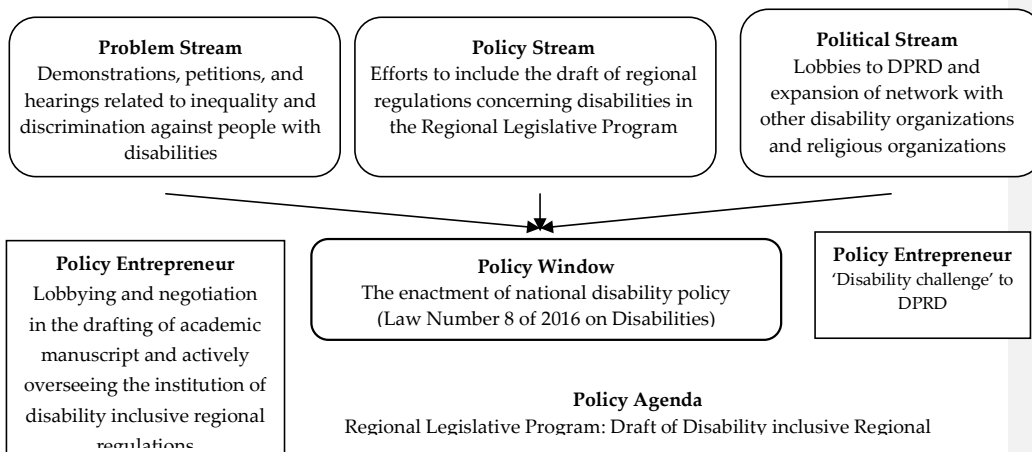 Problem Stream
Demonstrations, petitions, and
hearings related to inequality and
discrimination against people with
disabilities
Policy Stream
Efforts to include the draft of regional
regulations concerning disabilities in
the Regional Legislative Program
Political Stream
Lobbies to DPRD and
expansion of network with
other disability organizations
and religious organizations
Policy Entrepreneur
Lobbying and negotiation
in the drafting of academic
manuscript and actively
overseeing the institution of
disability inclusive regional
regulations
Policy Window
The enactment of national disability policy
(Law Number 8 of 2016 on Disabilities)
Policy Entrepreneur
‘Disability challenge’ to
DPRD
Policy Agenda
Regional Legislative Program: Draft of Disability inclusive Regional